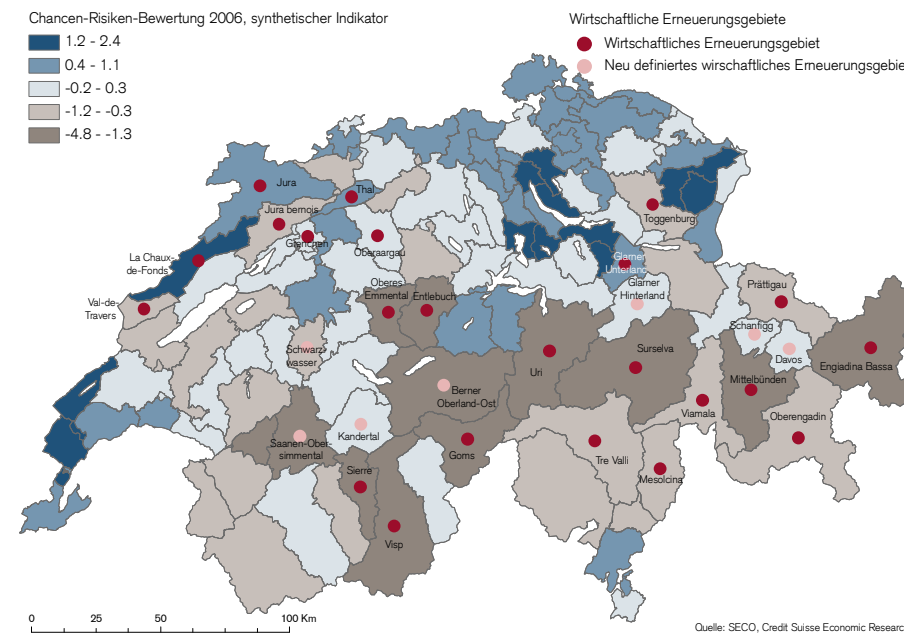 Chancen-Risiken-Bewertung 2006, synthetischer Indikator
1.2 - 2.4
0.4 - 1.1
-0.2 - 0.3
-1.2 - -0.3
-4.8 - -1.3
Wirtschaftliche Erneuerungsgebiete
Wirtschaftliches Erneuerungsgebiet
Neu definiertes wirschaftliches Erneuerungsgebie
Jura
Thal
Jura bernois
Grenchen
Oberaargau
Toggenburg
La Chaux-
de-Fonds
Glarner
Unterland
Oberes
Emmental
Entlebuch
Glarner
Hinterland
Prättigau
Val-de-
Travers
Schanfigg
Schwarz-
wasser
Davos
Surselva
Engiadina Bassa
Uri
Mittelbünden
Berner
Oberland-Ost
Viamala
Oberengadin
Kandertal
Saanen-Ober-
simmental
Goms
Tre Valli
Sierre
Mesolcina
Visp
0 25 50 100 Km
Quelle: SECO, Credit Suisse Economic Researc